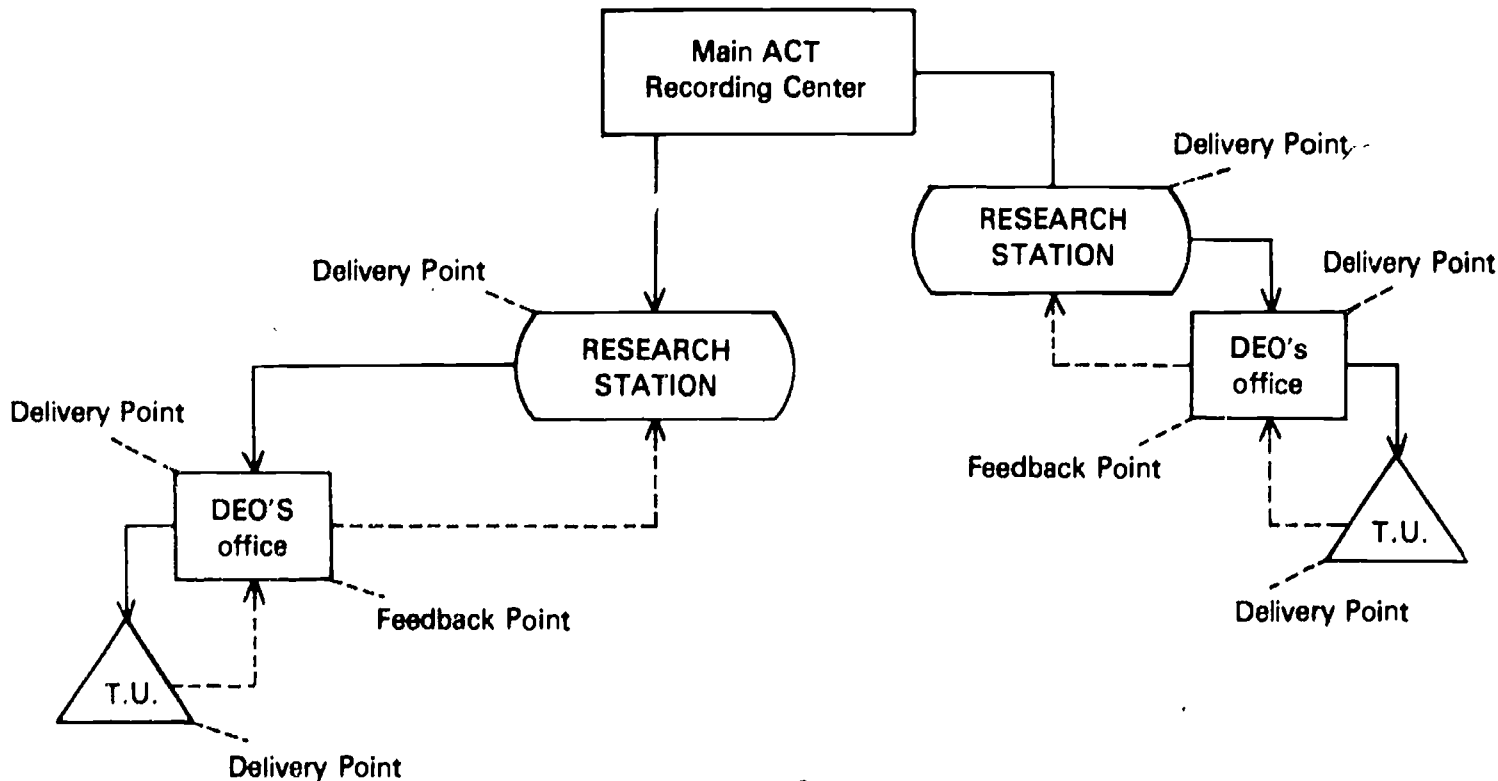 Main ACT
Recording Center
Delivery Point
RESEARCH
STATION
Delivery Point
Delivery Point
RESEARCH
STATION
DEO's
office
Delivery Point
Feedback Point
DEO'S
office
T.U.
Delivery Point
Feedback Point
T.U.
Delivery Point